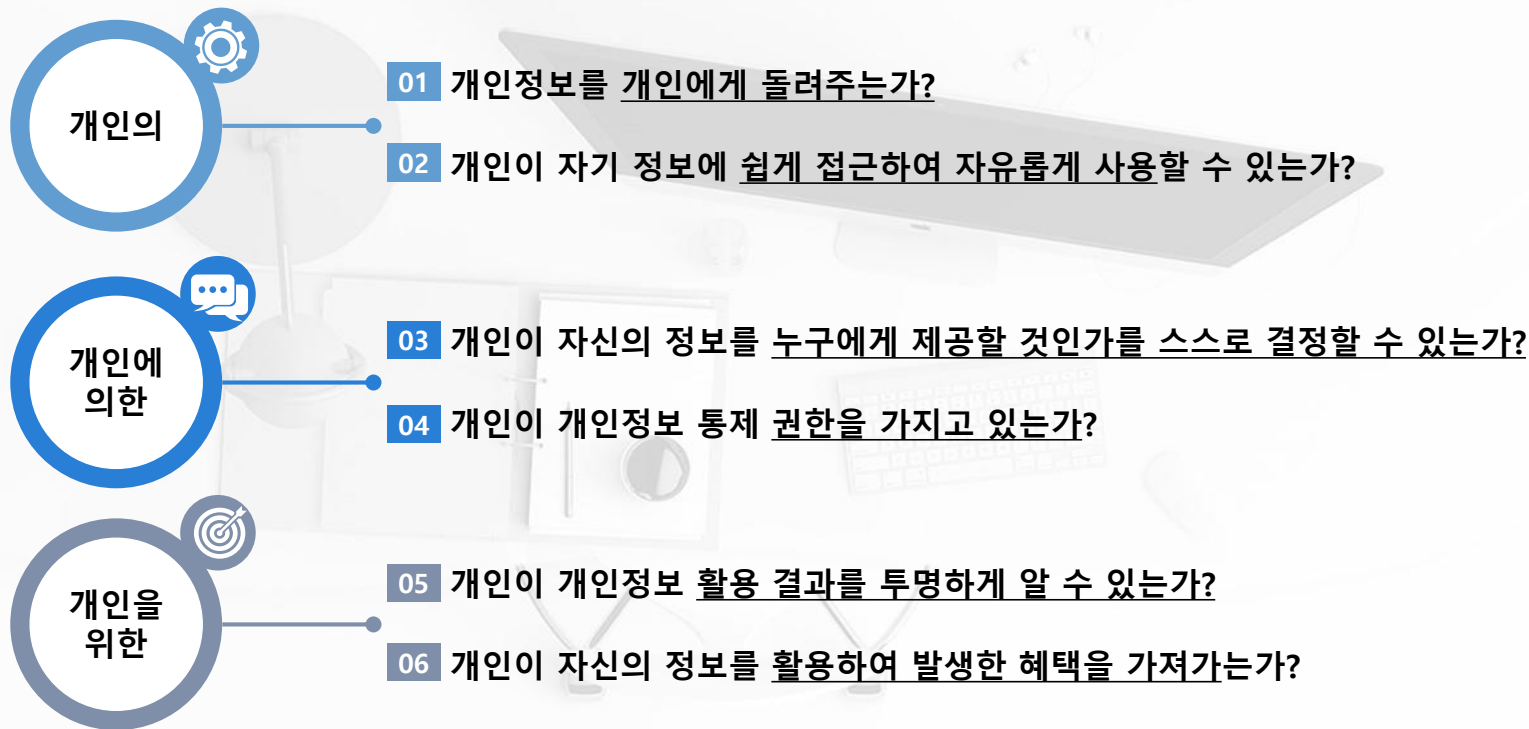 개인의
01 개인정보를 개인에게 돌려주는가?
02 개인이 자기 정보에 쉽게 접근하여 자유롭게 사용할 수 있는가?
개인에
의한
03 개인이 자신의 정보를 누구에게 제공할 것인가를 스스로 결정할 수 있는가?
04 개인이 개인정보 통제 권한을 가지고 있는가?
개인을
위한
05 개인이 개인정보 활용 결과를 투명하게 알 수 있는가?
06 개인이 자신의 정보를 활용하여 발생한 혜택을 가져가는가?